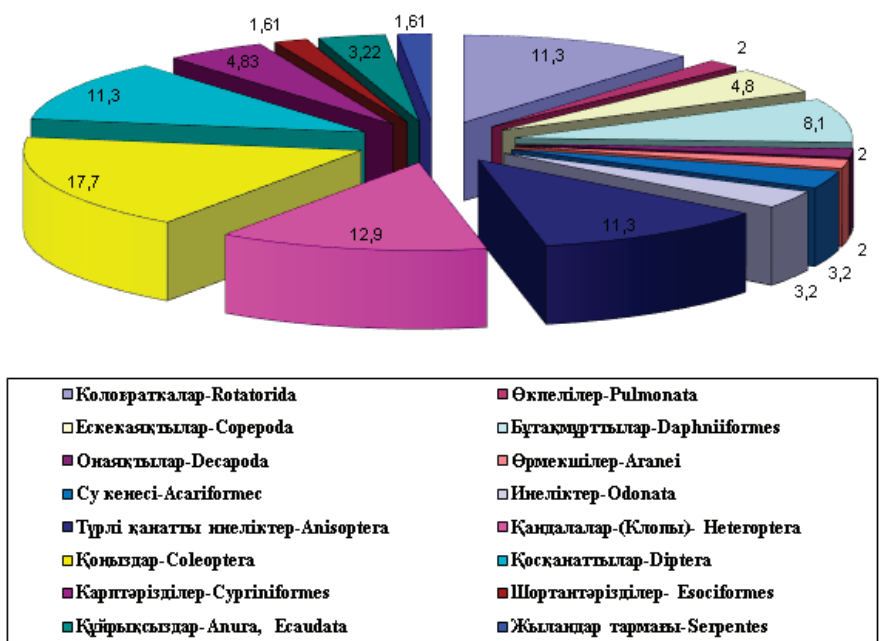 1,61
1,61
3,22
4,83
11,3
2
4,8
11,3
8,1
2
17,7
11,3
12,9
2
3,2
3,2
Коловраткалар-Rotatorida
Өкпелілер-Pulmonata
Ескекаяқтылар-Copepoda
Бұтақмұрттылар-Daphniiformes
Онаяқтылар-Decapoda
Өрмекшілер-Aranei
Су кенесі-Acariformec
Инеліктер-Odonata
Түрлі қанатты инеліктер-Anisoptera
Қандалалар-(Клопы)- Heteroptera
Қоңыздар-Coleoptera
Қосқанаттылар-Diptera
Карптәрізділер-Cypriniformes
Шортантәрізділер- Esociformes
Құйрықсыздар-Anura, Ecaudata
Жыландар тармағы-Serpentes